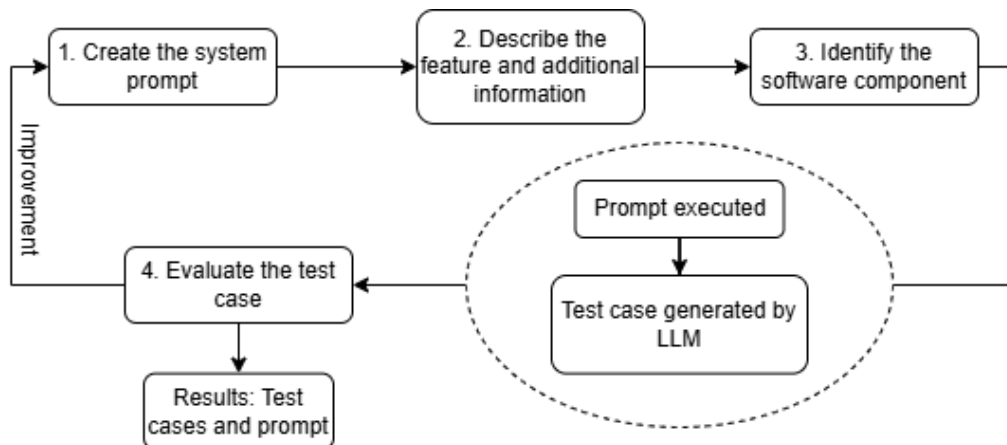 1. Create the system
prompt
2. Describe the
feature and additional
information
3. Identify the
software component
Improvement
Prompt executed
Test case generated by
LLM
4. Evaluate the test
case
Results: Test
cases and prompt